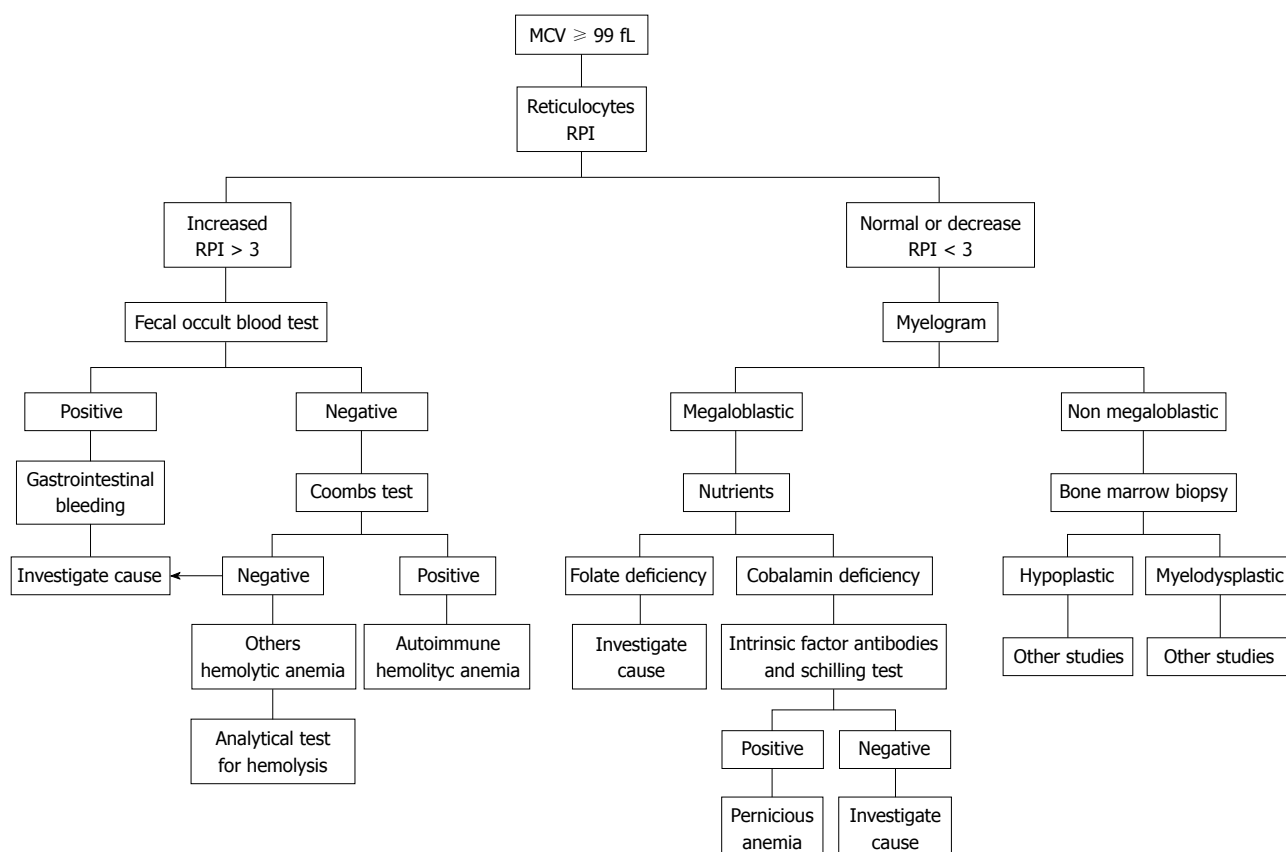 MCV ⩾ 99 fL
Reticulocytes
RPI
Increased
RPI > 3
Normal or decrease
RPI < 3
Fecal occult blood test
Myelogram
Positive
Negative
Megaloblastic
Non megaloblastic
Gastrointestinal
bleeding
Coombs test
Nutrients
Bone marrow biopsy
Investigate cause
Negative
Positive
Folate deficiency
Cobalamin deficiency
Hypoplastic
Myelodysplastic
Others
hemolytic anemia
Autoimmune
hemolityc anemia
Investigate
cause
Intrinsic factor antibodies
and schilling test
Other studies
Other studies
Analytical test
for hemolysis
Positive
Negative
Pernicious
anemia
Investigate
cause